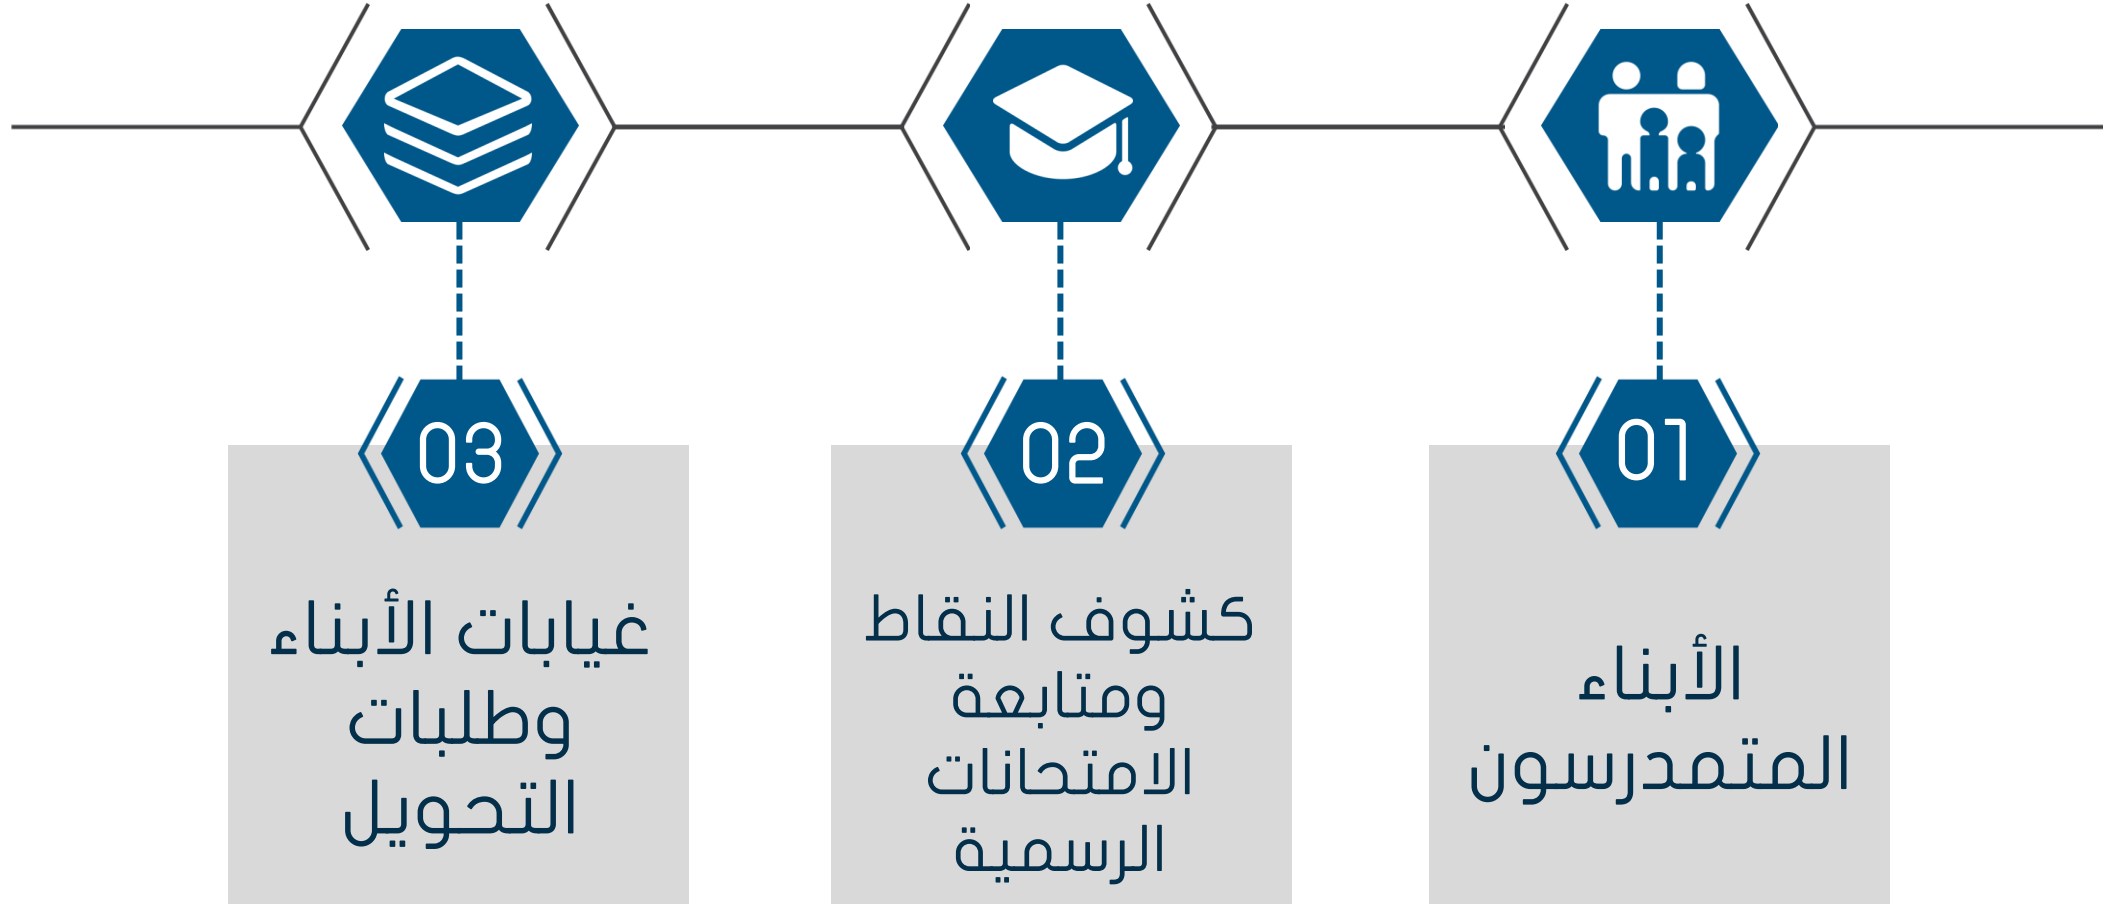 01
الأبناء
المتمدرسون
02
كشوف النقاط
ومتابعة
الامتحانات
الرسمية
03
غيابات الأبناء
وطلبات
التحويل